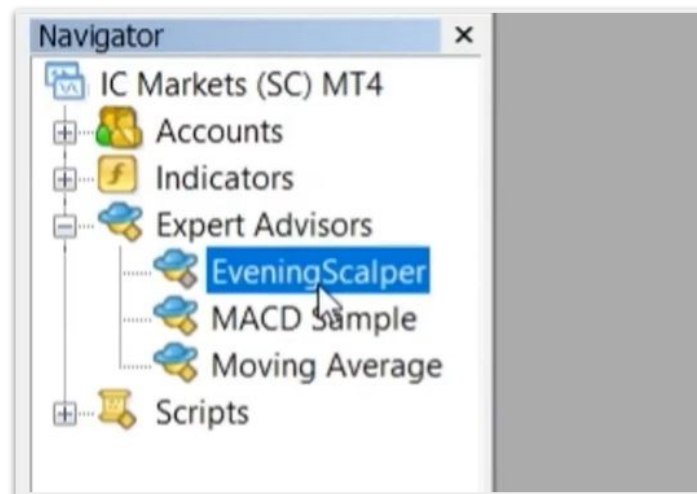 Navigator
IC Markets (SC) MT4
Accounts
Indicators
Expert Advisors
EveningScalper
MACD Sample
Moving Average
Scripts